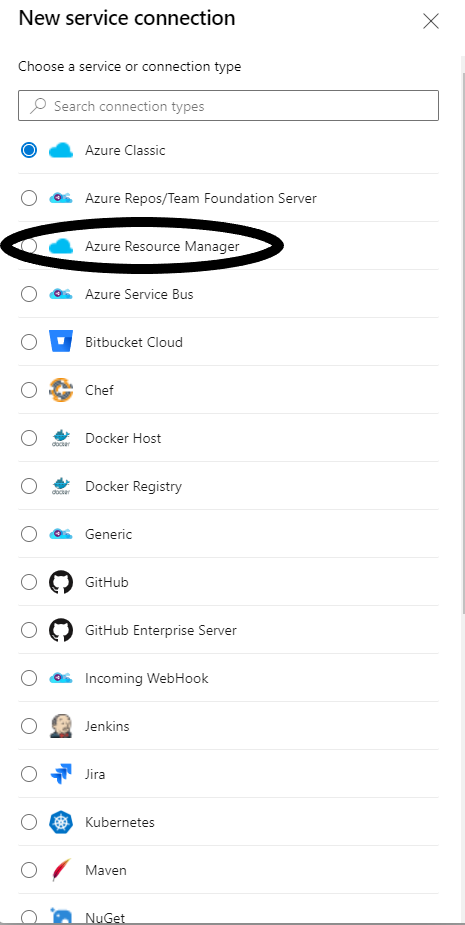 New service connection
Choose a service or connection type
Search connection types
Azure Classic
Azure Repos/Team Foundation Server
Azure Resource Manager
Azure Service Bus
Bitbucket Cloud
Chef
docker
Docker Host
docker
Docker Registry
Generic
GitHub
GitHub Enterprise Server
Incoming WebHook
Jenkins
Jira
Kubernetes
Maven
NuGet